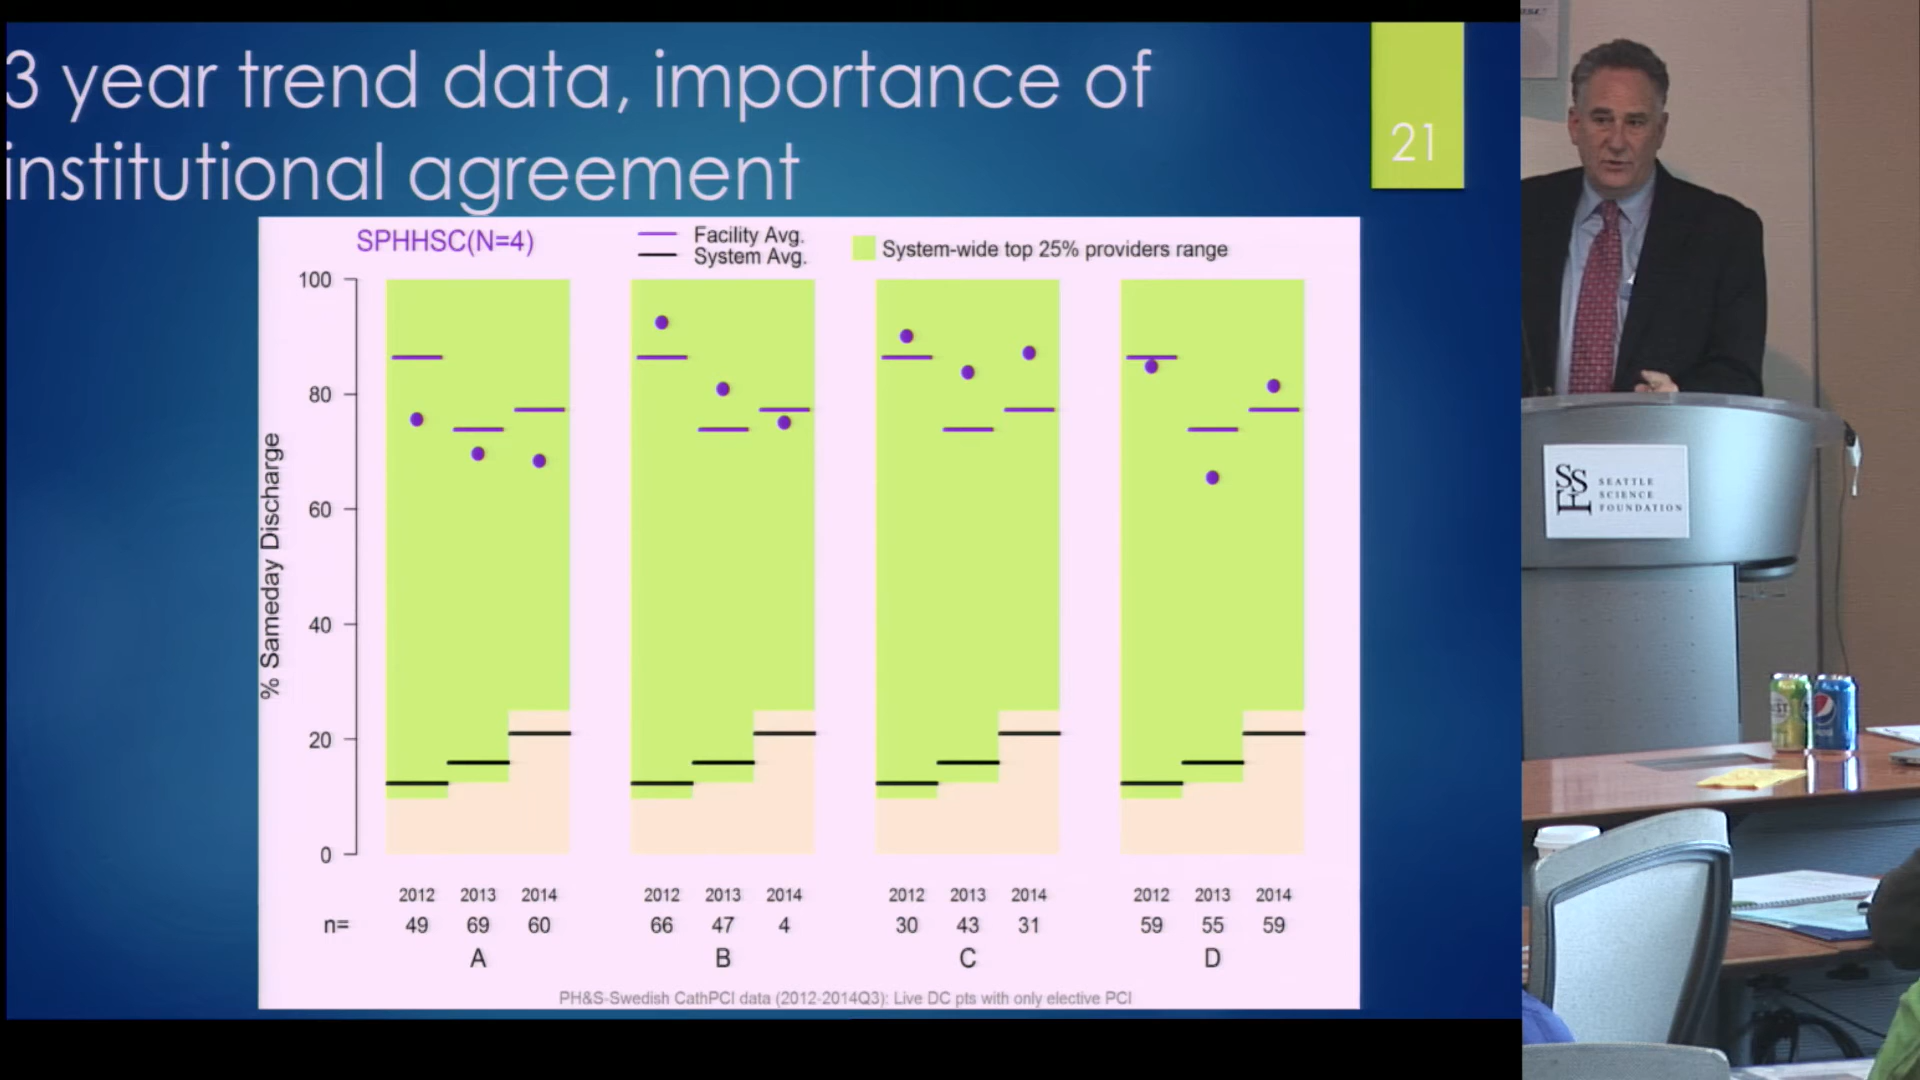 3 year trend data, importance of
institutional agreement
21
SPHHSC(N=4)
Facility Avg.
System Avg.
System-wide top 25% providers range
% Sameday Discharge
100
80
60
40
20
0
2012 2013 2014 2012 2013 2014 2012 2013 2014 2012 2013 2014
n= 49 69 60 66 47 4 30 43 31 59 55 59
A B C D
PH&S-Swedish CathPCI data (2012-2014Q3): Live DC pts with only elective PCI
SSF
SEATTLE
SCIENCE
FOUNDATION
pepsi